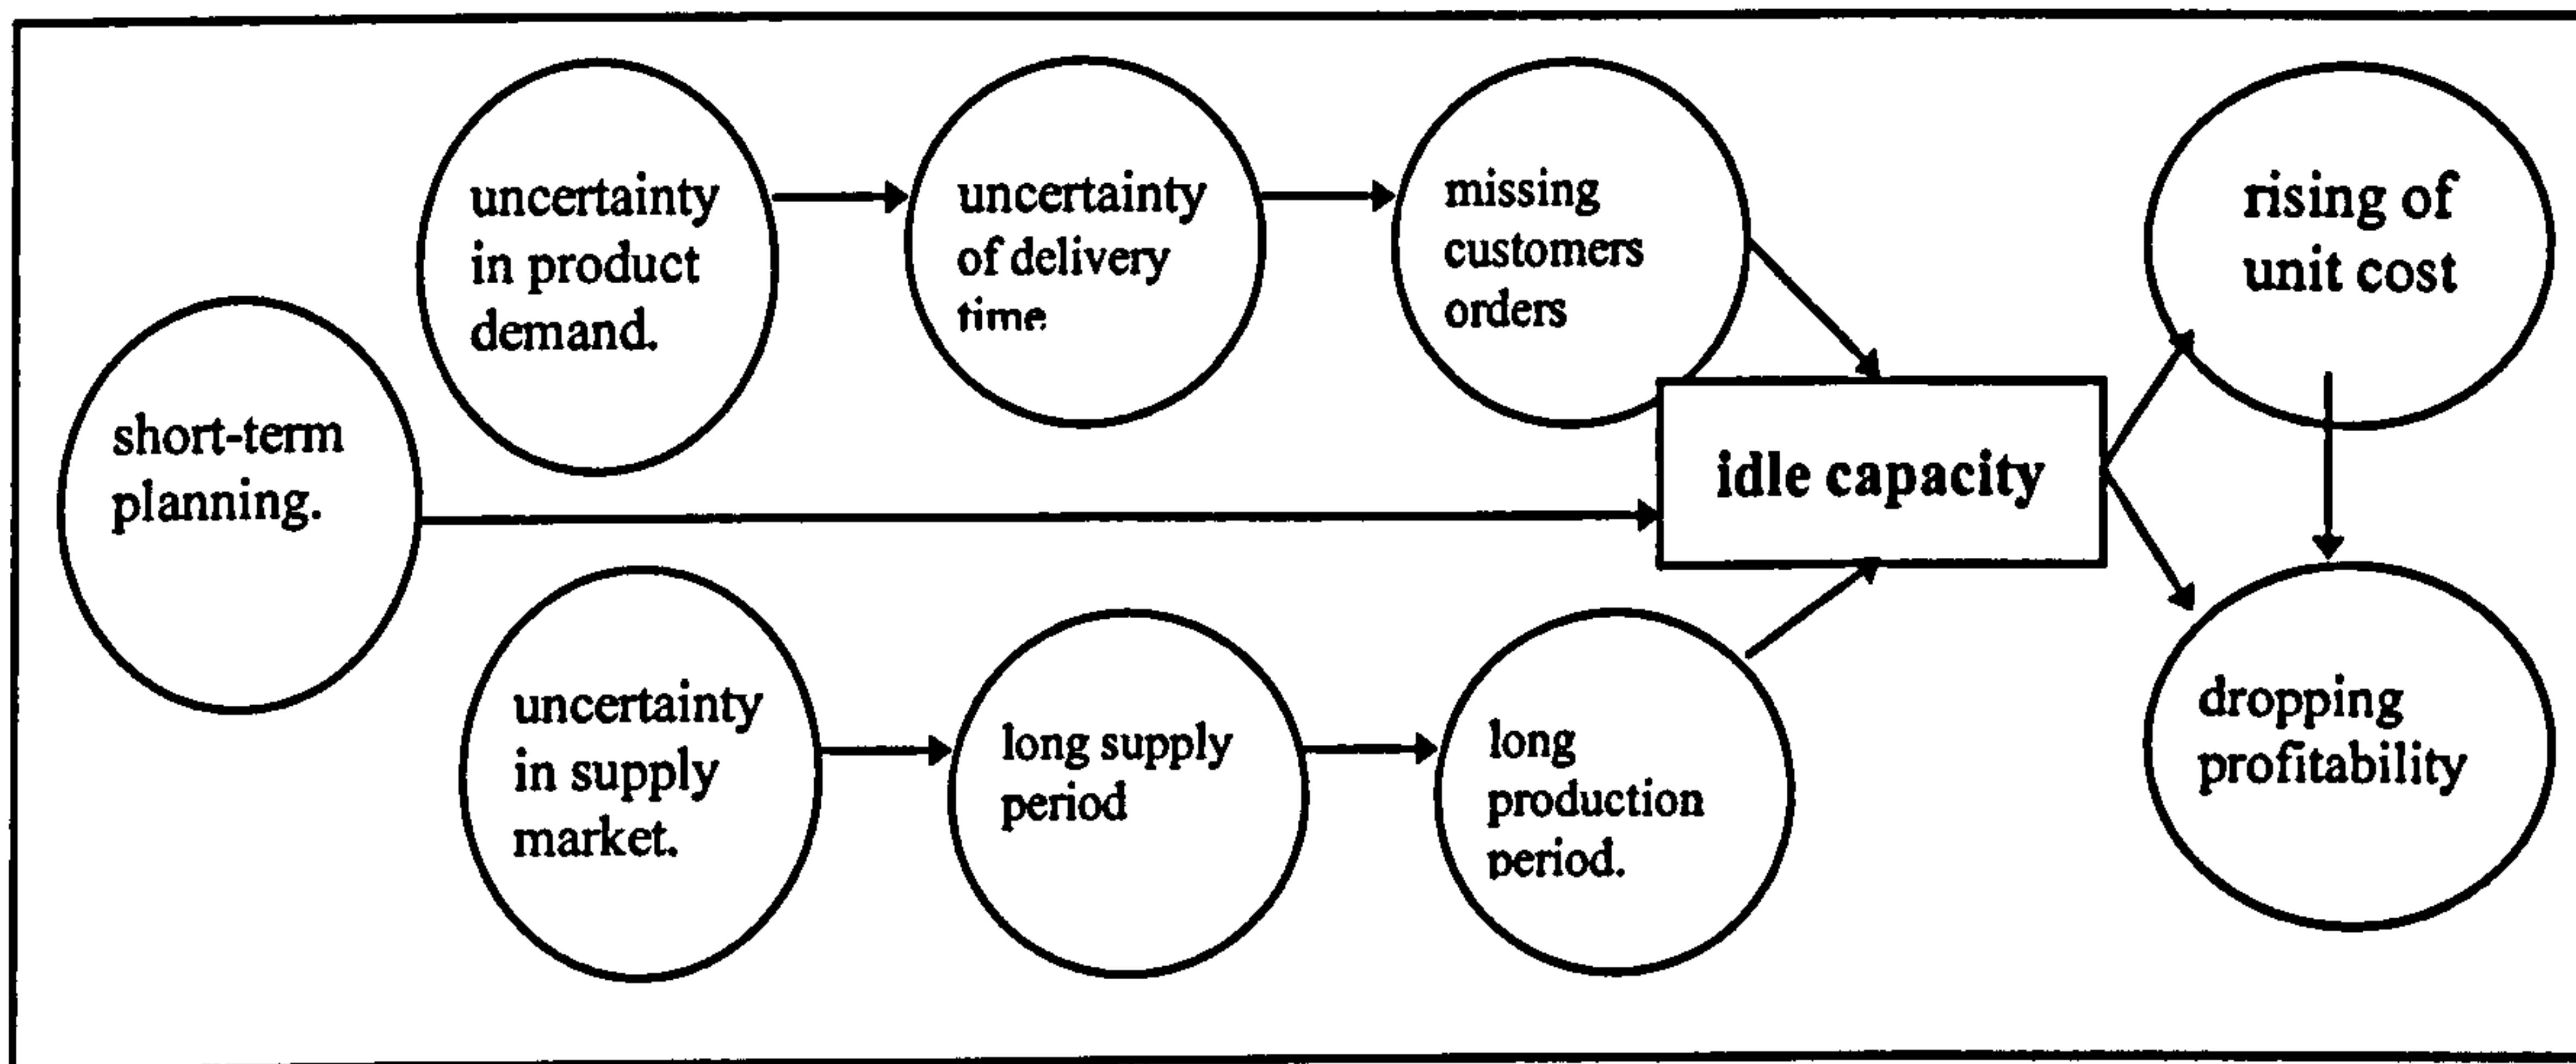 uncertainty
in product
demand.
uncertainty
of delivery
time
missing
customers
orders
rising of
unit cost
short-term
planning.
idle capacity
uncertainty
in supply
market.
long supply
period
long
production
period.
dropping
profitability